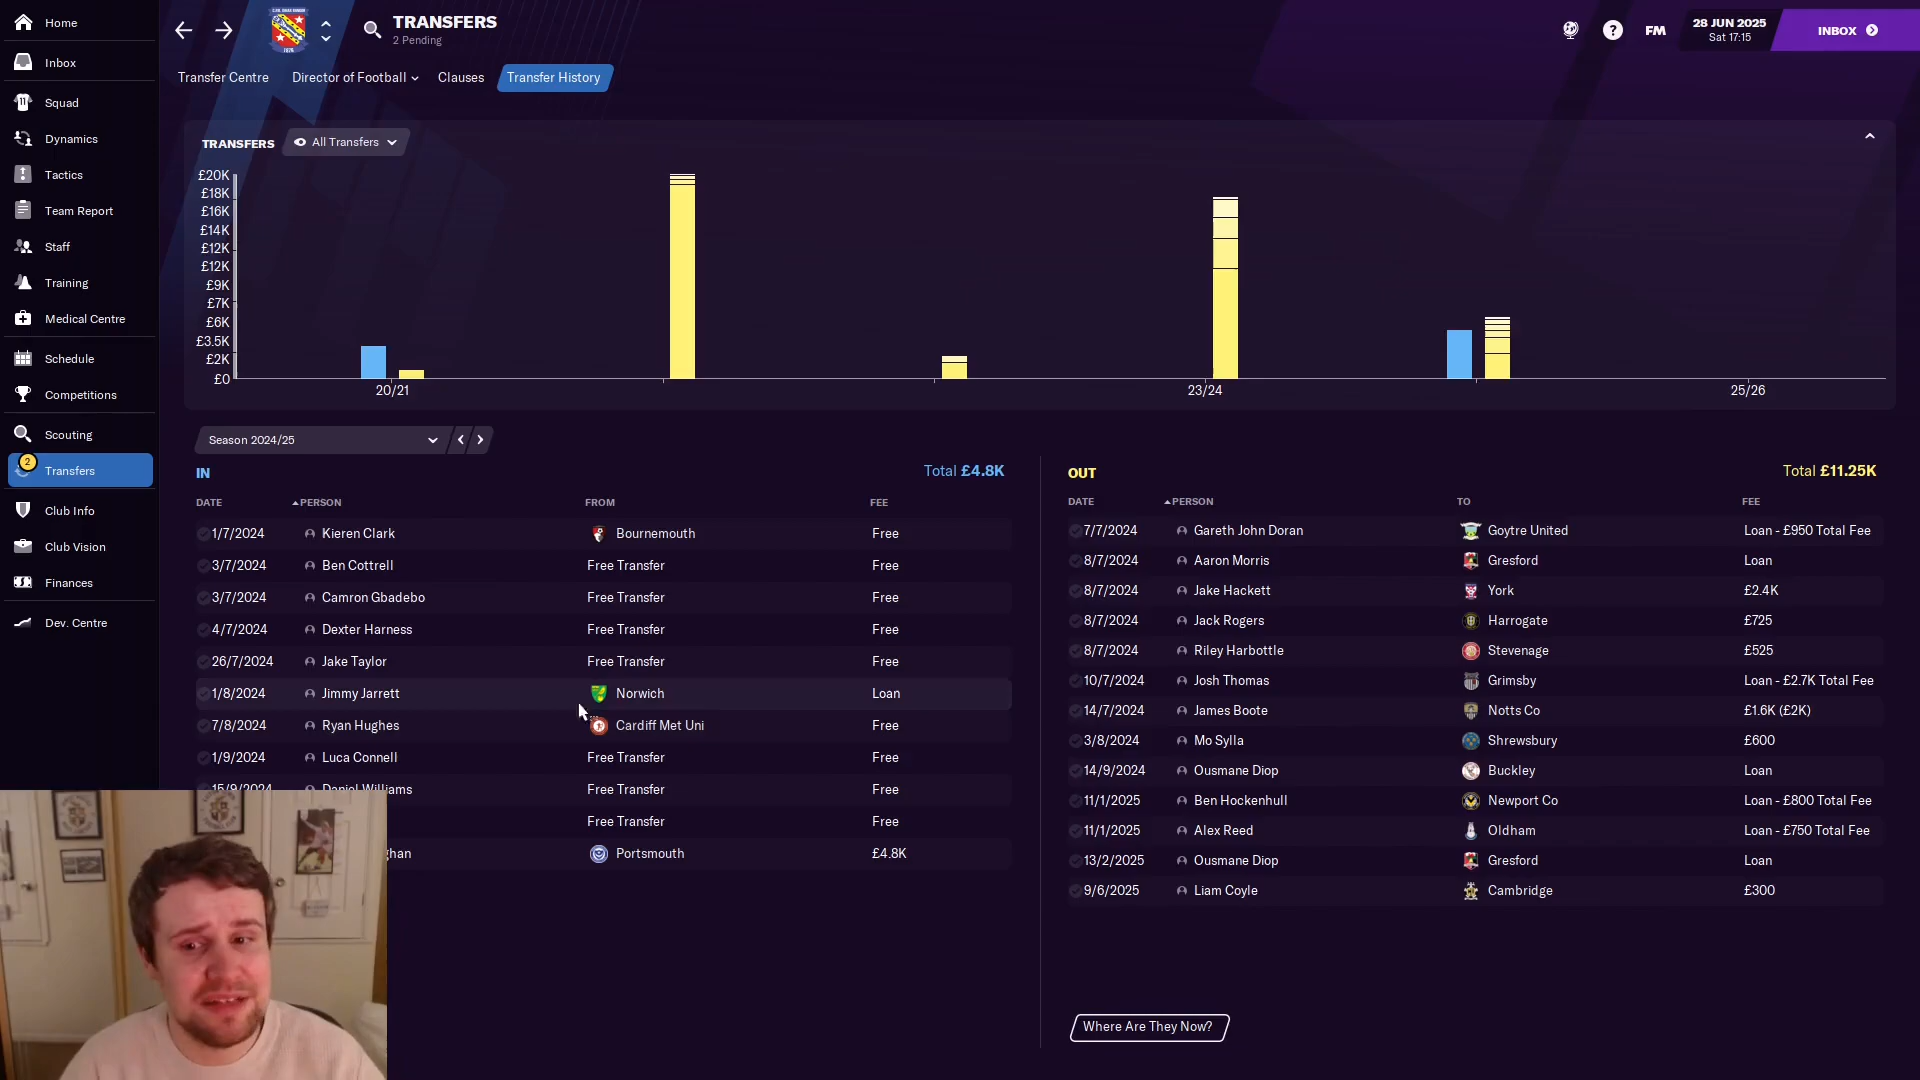 Home
TRANSFERS
2 Pending
FM
28 JUN 2025
Sat 17:15
INBOX
Inbox
Transfer Centre
Director of Football
Clauses
Transfer History
Squad
Dynamics
Tactics
Team Report
Staff
Training
Medical Centre
Schedule
Competitions
Scouting
2
Transfers
Club Info
Club Vision
Finances
Dev. Centre
TRANSFERS
All Transfers
£20K
£18K
£16K
£14K
£12K
£12K
£9K
£7K
£6K
£3.5K
£2K
£0
20/21
23/24
25/26
Season 2024/25
IN
Total £4.8K
DATE PERSON FROM FEE
1/7/2024 Kieren Clark Bournemouth Free
3/7/2024 Ben Cottrell Free Transfer Free
3/7/2024 Camron Gbadebo Free Transfer Free
4/7/2024 Dexter Harness Free Transfer Free
26/7/2024 Jake Taylor Free Transfer Free
1/8/2024 Jimmy Jarrett Norwich Loan
7/8/2024 Ryan Hughes Cardiff Met Uni Free
1/9/2024 Luca Connell Free Transfer Free
15/9/2024 Daniel Williams Free Transfer Free
Free Transfer Free
ghan Portsmouth £4.8K
OUT
Total £11.25K
DATE PERSON TO FEE
7/7/2024 Gareth John Doran Goytre United Loan - £950 Total Fee
8/7/2024 Aaron Morris Gresford Loan
8/7/2024 Jake Hackett York £2.4K
8/7/2024 Jack Rogers Harrogate £725
8/7/2024 Riley Harbottle Stevenage £525
10/7/2024 Josh Thomas Grimsby Loan - £2.7K Total Fee
14/7/2024 James Boote Notts Co £1.6K (£2K)
3/8/2024 Mo Sylla Shrewsbury £600
14/9/2024 Ousmane Diop Buckley Loan
11/1/2025 Ben Hockenhull Newport Co Loan - £800 Total Fee
11/1/2025 Alex Reed Oldham Loan - £750 Total Fee
13/2/2025 Ousmane Diop Gresford Loan
9/6/2025 Liam Coyle Cambridge £300
Where Are They Now?